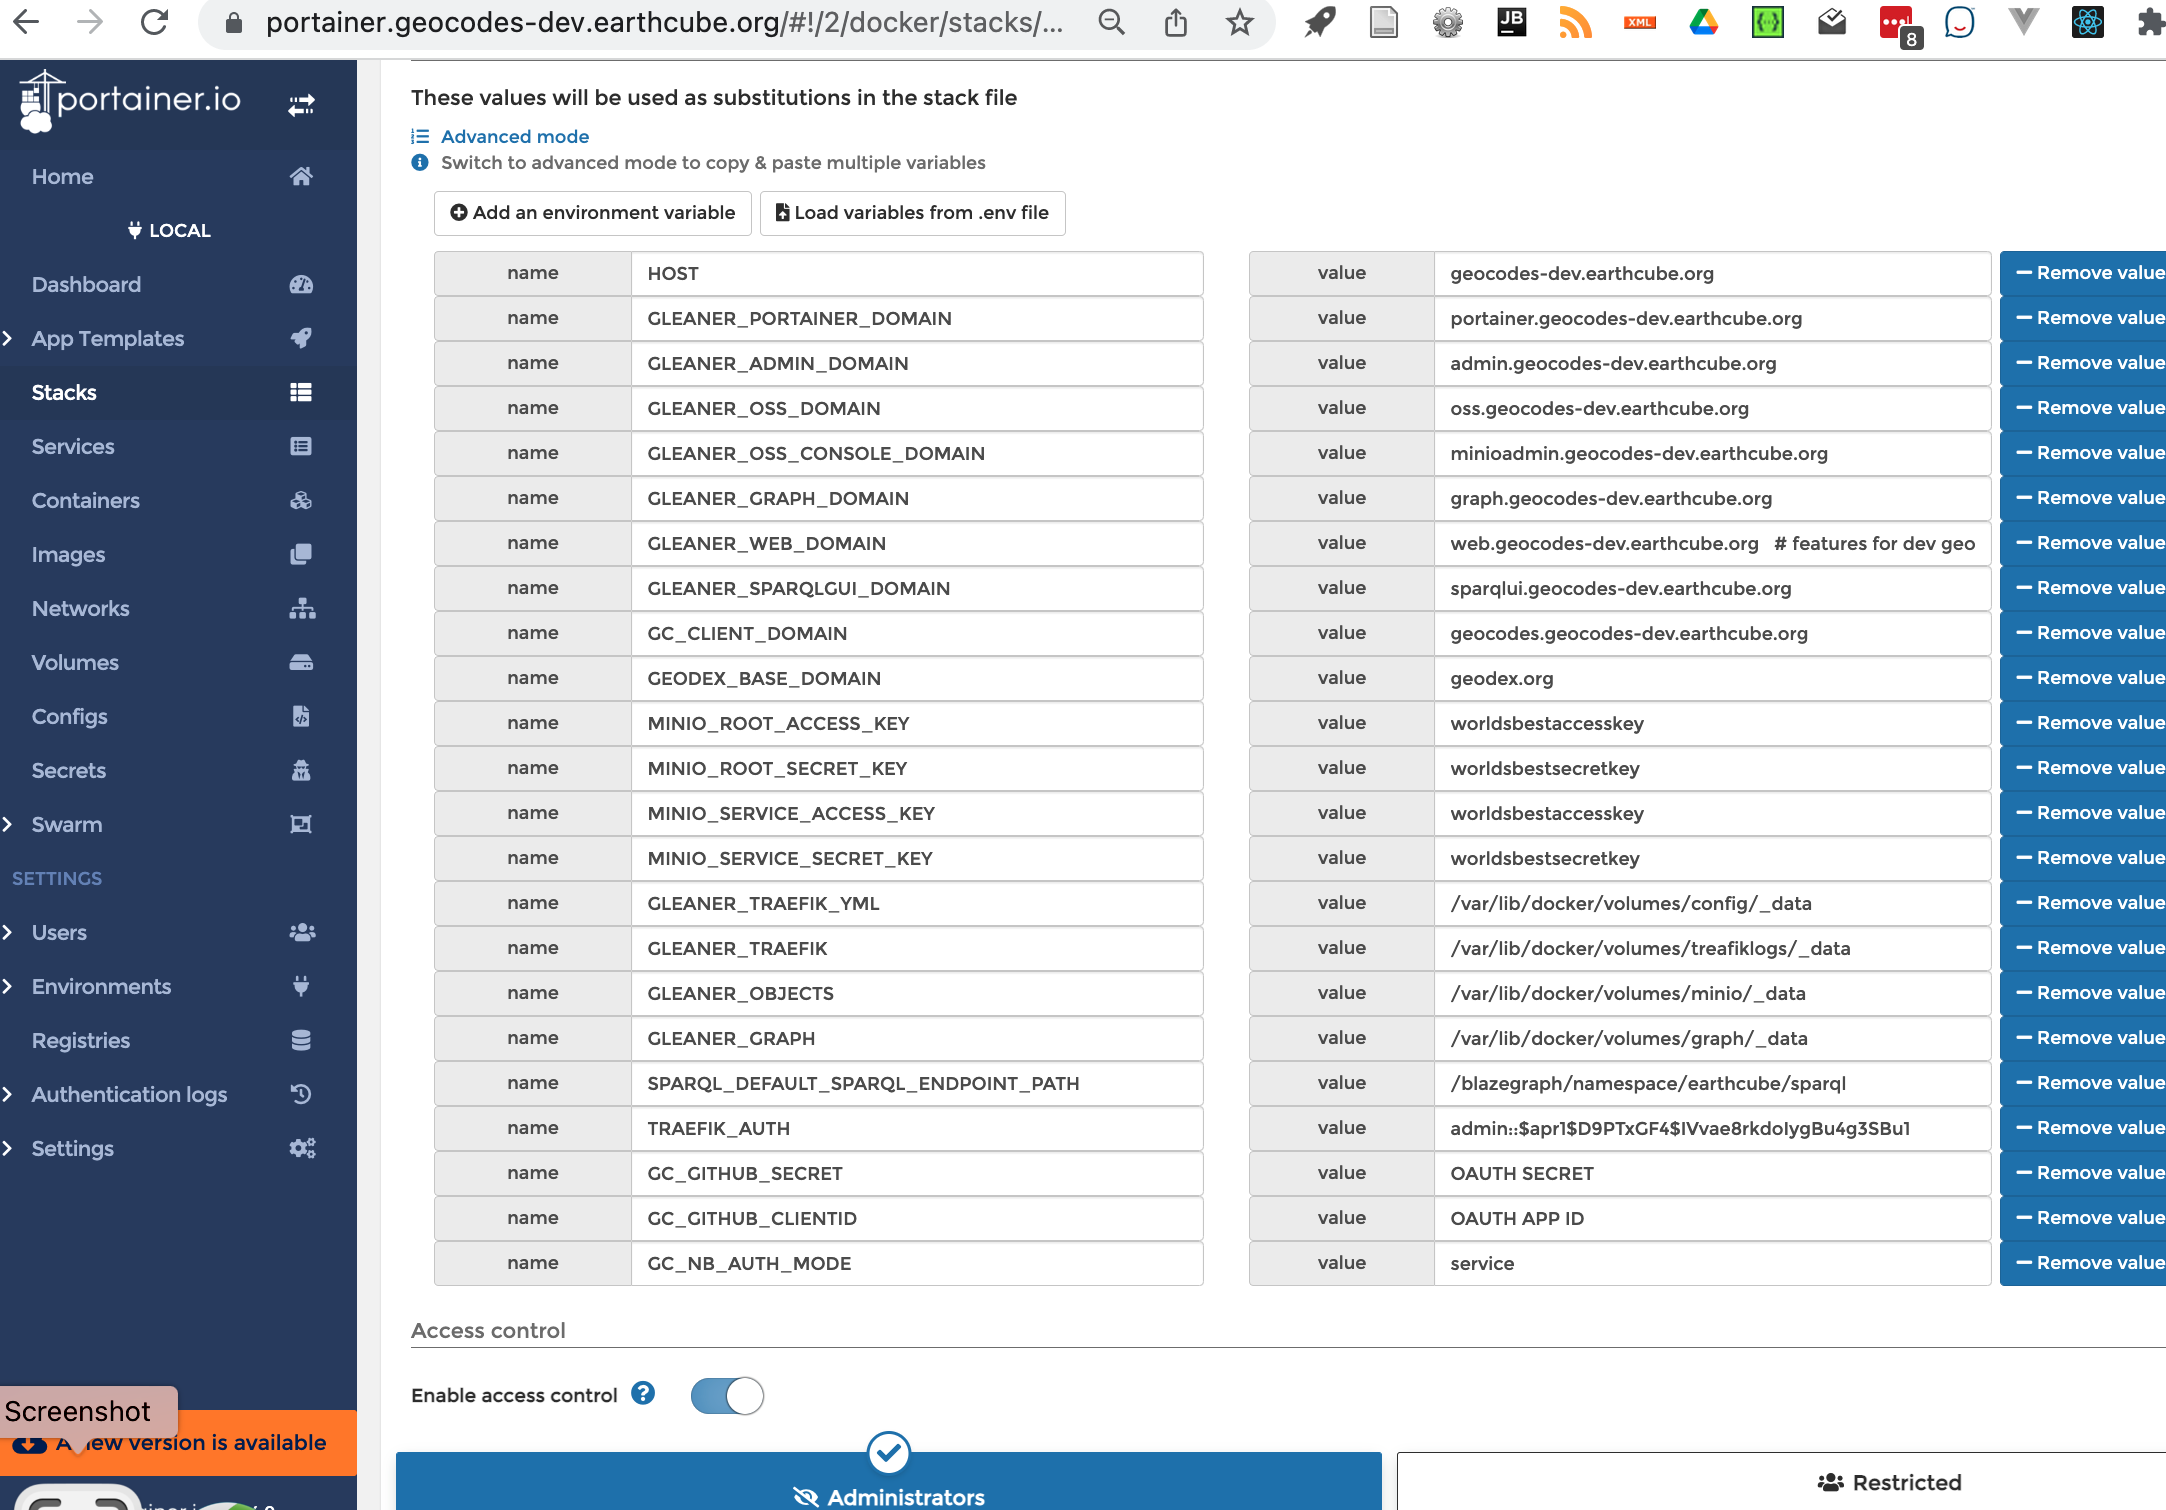 portainer.geocodes-dev.earthcube.org/#!/2/docker/stacks/...
JB
XML
8
portainer.io
Home
LOCAL
Dashboard
App Templates
Stacks
Services
Containers
Images
Networks
Volumes
Configs
Secrets
Swarm
SETTINGS
Users
Environments
Registries
Authentication logs
Settings
Screenshot
A new version is available
These values will be used as substitutions in the stack file
Advanced mode
Switch to advanced mode to copy & paste multiple variables
Add an environment variable Load variables from .env file
name HOST value geocodes-dev.earthcube.org Remove value
name GLEANER_PORTAINER_DOMAIN value portainer.geocodes-dev.earthcube.org Remove value
name GLEANER_ADMIN_DOMAIN value admin.geocodes-dev.earthcube.org Remove value
name GLEANER_OSS_DOMAIN value oss.geocodes-dev.earthcube.org Remove value
name GLEANER_OSS_CONSOLE_DOMAIN value minioadmin.geocodes-dev.earthcube.org Remove value
name GLEANER_GRAPH_DOMAIN value graph.geocodes-dev.earthcube.org Remove value
name GLEANER_WEB_DOMAIN value web.geocodes-dev.earthcube.org # features for dev geo Remove value
name GLEANER_SPARQLGUI_DOMAIN value sparqlui.geocodes-dev.earthcube.org Remove value
name GC_CLIENT_DOMAIN value geocodes.geocodes-dev.earthcube.org Remove value
name GEODEX_BASE_DOMAIN value geodex.org Remove value
name MINIO_ROOT_ACCESS_KEY value worldsbestaccesskey Remove value
name MINIO_ROOT_SECRET_KEY value worldsbestsecretkey Remove value
name MINIO_SERVICE_ACCESS_KEY value worldsbestaccesskey Remove value
name MINIO_SERVICE_SECRET_KEY value worldsbestsecretkey Remove value
name GLEANER_TRAEFIK_YML value /var/lib/docker/volumes/config/_data Remove value
name GLEANER_TRAEFIK value /var/lib/docker/volumes/treafiklogs/_data Remove value
name GLEANER_OBJECTS value /var/lib/docker/volumes/minio/_data Remove value
name GLEANER_GRAPH value /var/lib/docker/volumes/graph/_data Remove value
name SPARQL_DEFAULT_SPARQL_ENDPOINT_PATH value /blazegraph/namespace/earthcube/sparql Remove value
name TRAEFIK_AUTH value admin::$apr1$D9PTxGF4$IVvae8rkdoIygBu4g3SBu1 Remove value
name GC_GITHUB_SECRET value OAUTH SECRET Remove value
name GC_GITHUB_CLIENTID value OAUTH APP ID Remove value
name GC_NB_AUTH_MODE value service Remove value
Access control
Enable access control
Administrators
Restricted